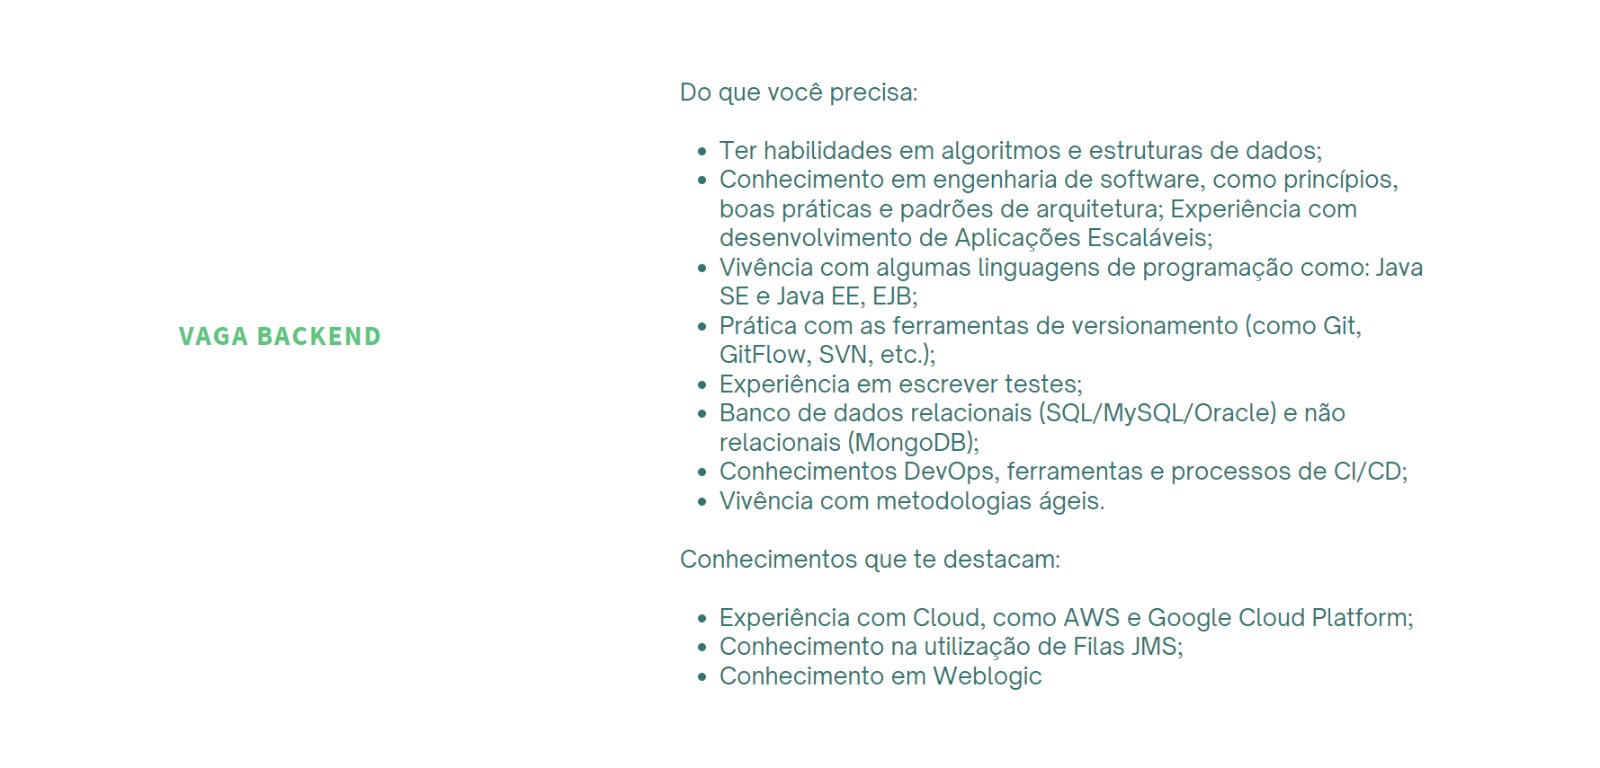 VAGA BACKEND
Do que você precisa:
• Ter habilidades em algoritmos e estruturas de dados;
• Conhecimento em engenharia de software, como princípios,
boas práticas e padrões de arquitetura; Experiência com
desenvolvimento de Aplicações Escaláveis;
• Vivência com algumas linguagens de programação como: Java
SE e Java EE, EJB;
• Prática com as ferramentas de versionamento (como Git,
GitFlow, SVN, etc.);
• Experiência em escrever testes;
• Banco de dados relacionais (SQL/MySQL/Oracle) e não
relacionais (MongoDB);
• Conhecimentos DevOps, ferramentas e processos de CI/CD;
• Vivência com metodologias ágeis.
Conhecimentos que te destacam:
• Experiência com Cloud, como AWS e Google Cloud Platform;
• Conhecimento na utilização de Filas JMS;
• Conhecimento em Weblogic